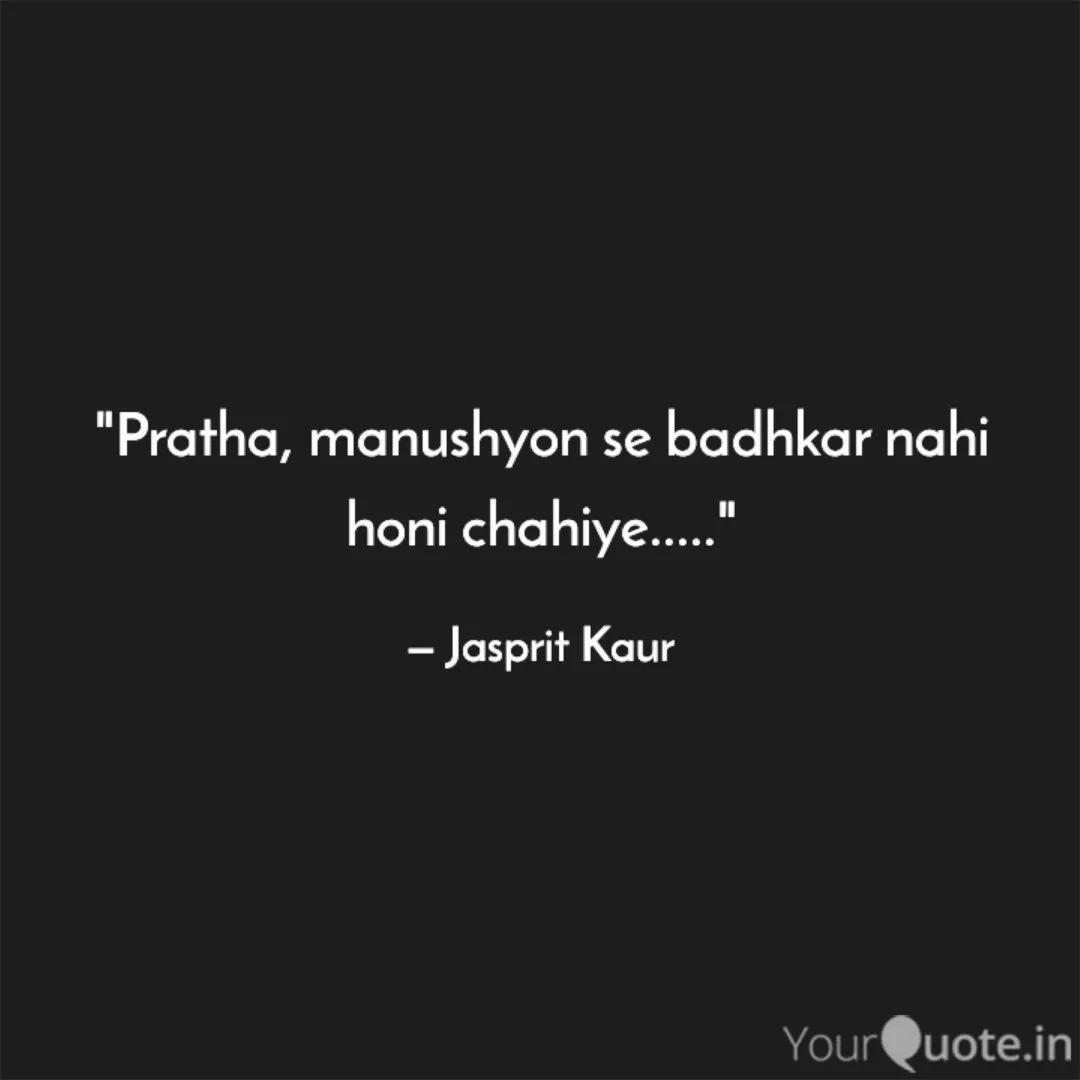 "Pratha, manushyon se badhkar nahi
honi chahiye....."
– Jasprit Kaur
YourQuote.in